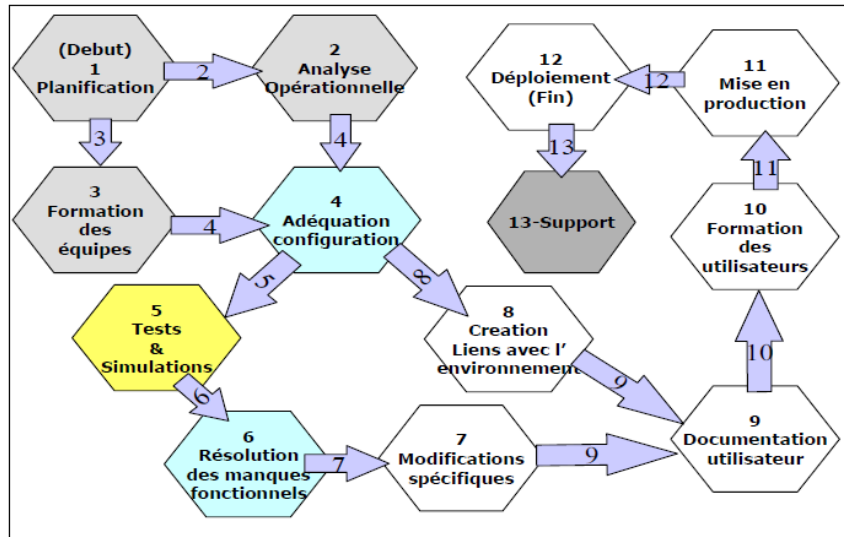 (Debut)
1
Planification
2
2
Analyse
Opérationnelle
3
4
3
Formation
des
équipes
4
4
Adéquation
configuration
5
8
5
Tests
&
Simulations
6
6
Résolution
des manques
fonctionnels
7
7
Modifications
spécifiques
9
8
Creation
Liens avec l'
environnement
9
9
Documentation
utilisateur
10
10
Formation
des
utilisateurs
11
11
Mise en
production
12
12
Déploiement
(Fin)
13
13-Support